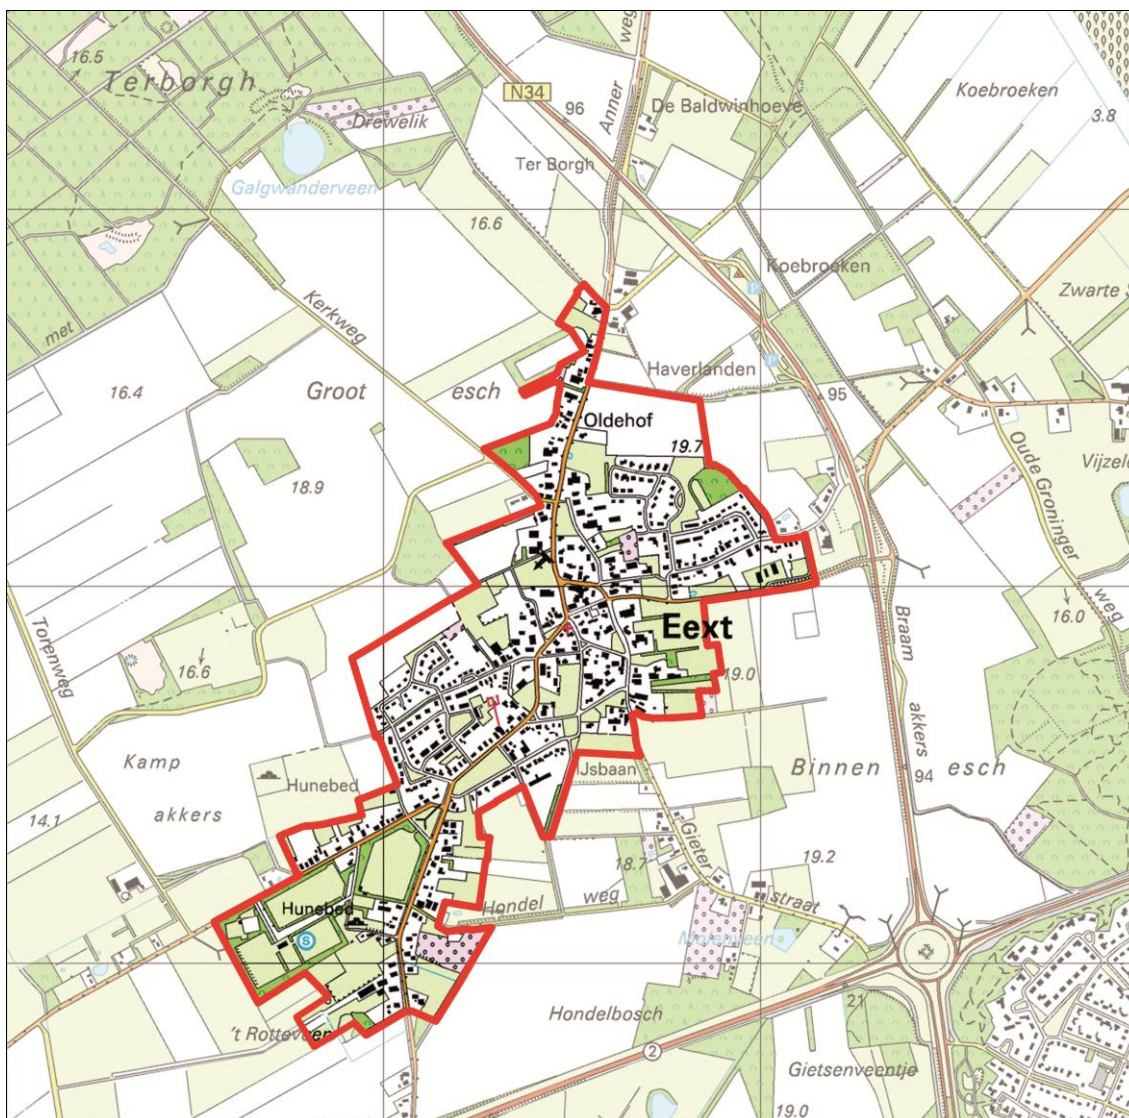 16.5
Terborgh
N34
96
Anner
weg
De Baldwinhoeve
Koebroeken
3.8
Drewelik
Ter Borgh
Galgwanderveen
16.6
Koebroeken
P
Zwarte
Kerkweg
met
16.4
Groot esch
Haverlanden
P
95
Oldehof
19.7
Oude Groninger
weg
18.9
Torenweg
16.6
Eext
Braam
akkers
16.0
19.0
Kamp
akkers
Hunebed
IJsbaan
Binnen esch
94
14.1
Gieter
straat
18.7
19.2
Hondel weg
Hunebed
S
Hondelbosch
21
't Rotteveen
2
Gietsenveentje
19.0